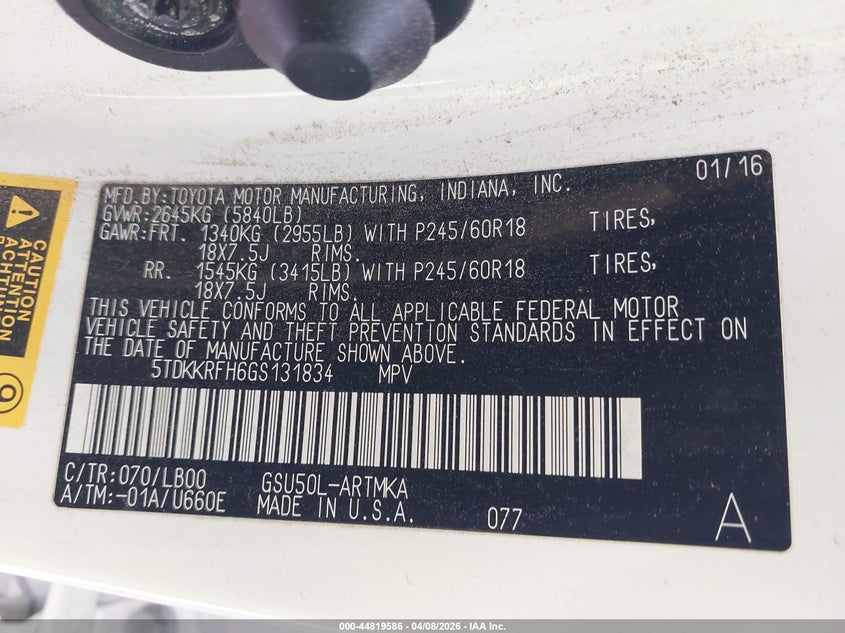 MFD.BY:TOYOTA MOTOR MANUFACTURING, INDIANA, INC. 01/16
GVWR:2645KG (5840LB)
GAWR:FRT. 1340KG (2955LB) WITH P245/60R18 TIRES,
18X7.5J RIMS.
RR. 1545KG (3415LB) WITH P245/60R18 TIRES,
18X7.5J RIMS.
THIS VEHICLE CONFORMS TO ALL APPLICABLE FEDERAL MOTOR
VEHICLE SAFETY AND THEFT PREVENTION STANDARDS IN EFFECT ON
THE DATE OF MANUFACTURE SHOWN ABOVE.
5TDKKRFH6GS131834 MPV
C/TR:070/LB00 GSU50L-ARTMKA
A/TM:-01A/U660E MADE IN U.S.A. 077 A
CAUTION
ATTENTION
ACHTUNG
9
000-44819586 | 04/08/2026 | IAA Inc.